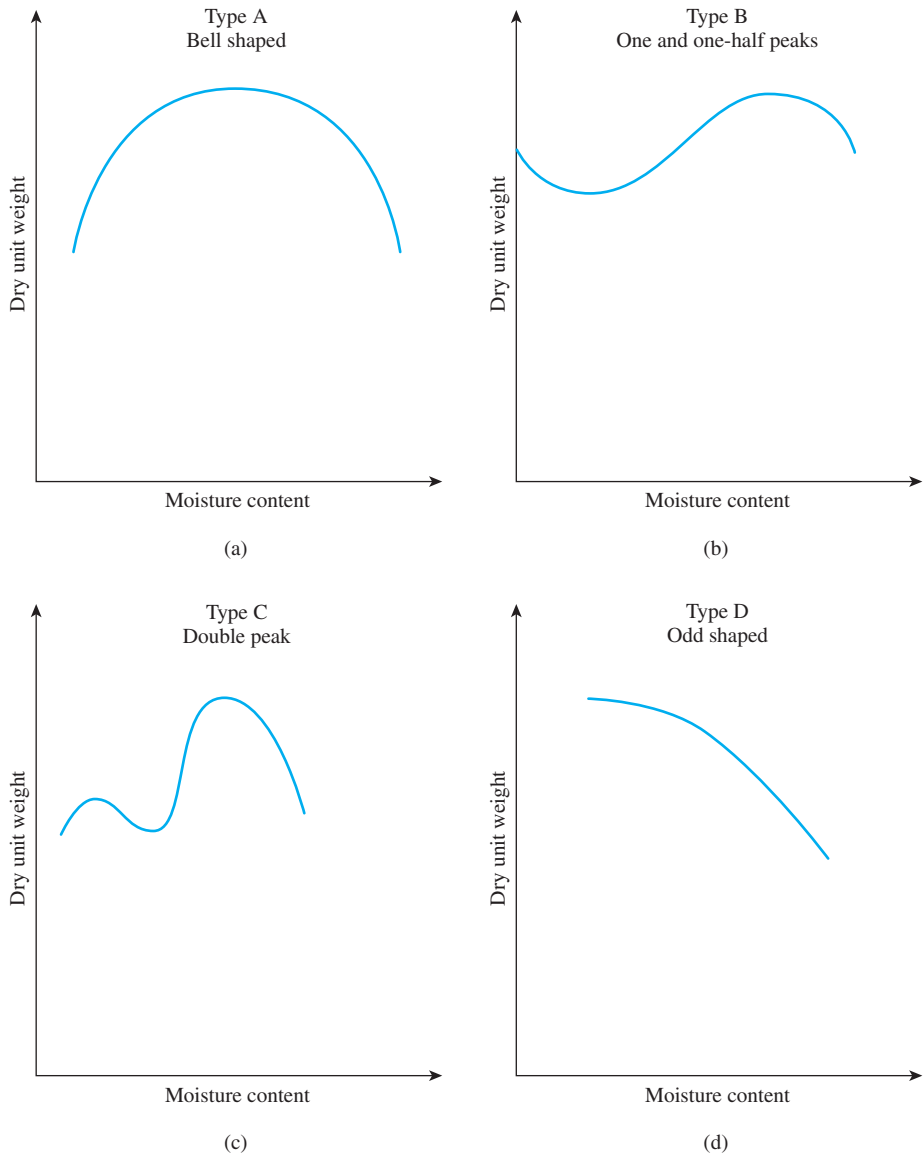 Type A
Bell shaped
Dry unit weight
Moisture content
(a)
Type B
One and one-half peaks
Dry unit weight
Moisture content
(b)
Type C
Double peak
Dry unit weight
Moisture content
(c)
Type D
Odd shaped
Dry unit weight
Moisture content
(d)